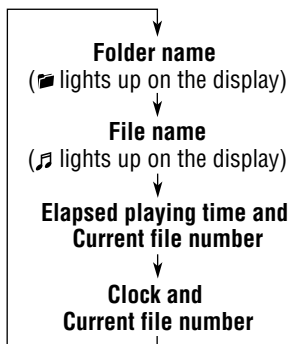 Folder name
( lights up on the display)
File name
( lights up on the display)
Elapsed playing time and
Current file number
Clock and
Current file number